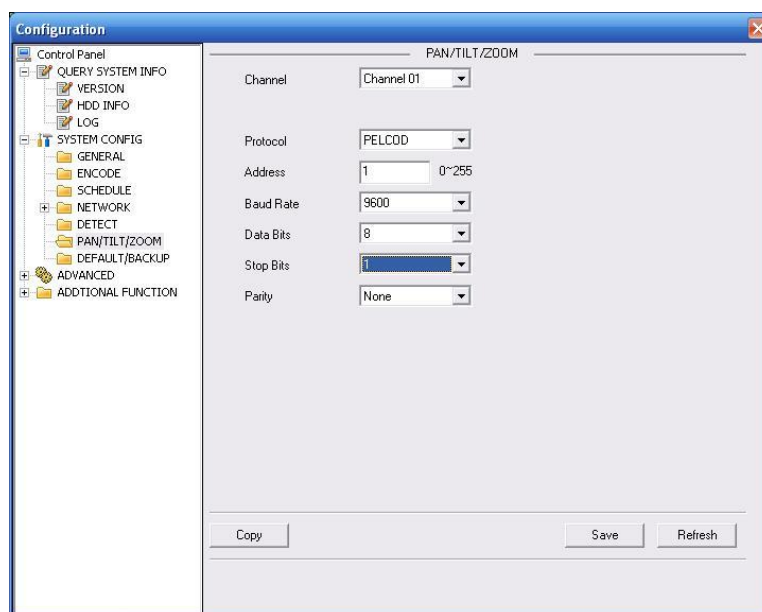 Configuration
Control Panel
QUERY SYSTEM INFO
VERSION
HDD INFO
LOG
SYSTEM CONFIG
GENERAL
ENCODE
SCHEDULE
NETWORK
DETECT
PAN/TILT/ZOOM
DEFAULT/BACKUP
ADVANCED
ADDTIONAL FUNCTION
PAN/TILT/ZOOM
Channel Channel 01
Protocol PELCOD
Address 1 0~255
Baud Rate 9600
Data Bits 8
Stop Bits 1
Parity None
Copy Save Refresh